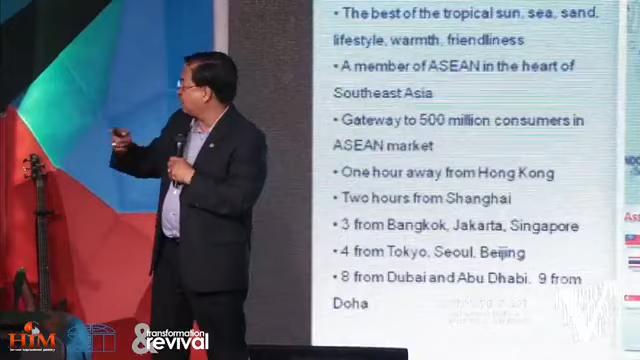 • The best of the tropical sun, sea, sand,
lifestyle, warmth, friendliness
• A member of ASEAN in the heart of
Southeast Asia
• Gateway to 500 million consumers in
ASEAN market
• One hour away from Hong Kong
• Two hours from Shanghai
• 3 from Bangkok, Jakarta, Singapore
• 4 from Tokyo, Seoul, Beijing
• 8 from Dubai and Abu Dhabi, 9 from
Doha
HIM
& transformation
revival